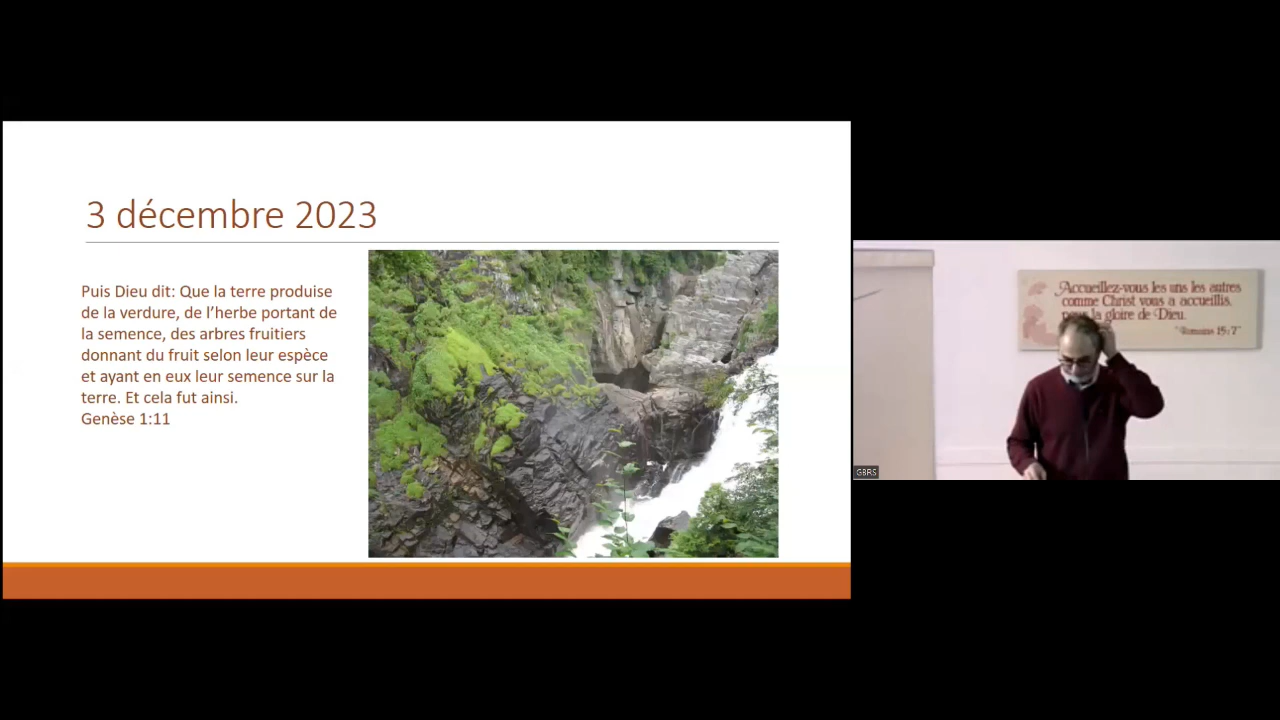 3 décembre 2023
Puis Dieu dit: Que la terre produise
de la verdure, de l’herbe portant de
la semence, des arbres fruitiers
donnant du fruit selon leur espèce
et ayant en eux leur semence sur la
terre. Et cela fut ainsi.
Genèse 1:11
Accueillez-vous les uns les autres
comme Christ vous a accueillis,
pour la gloire de Dieu.
"Romains 15:7"
GBRS